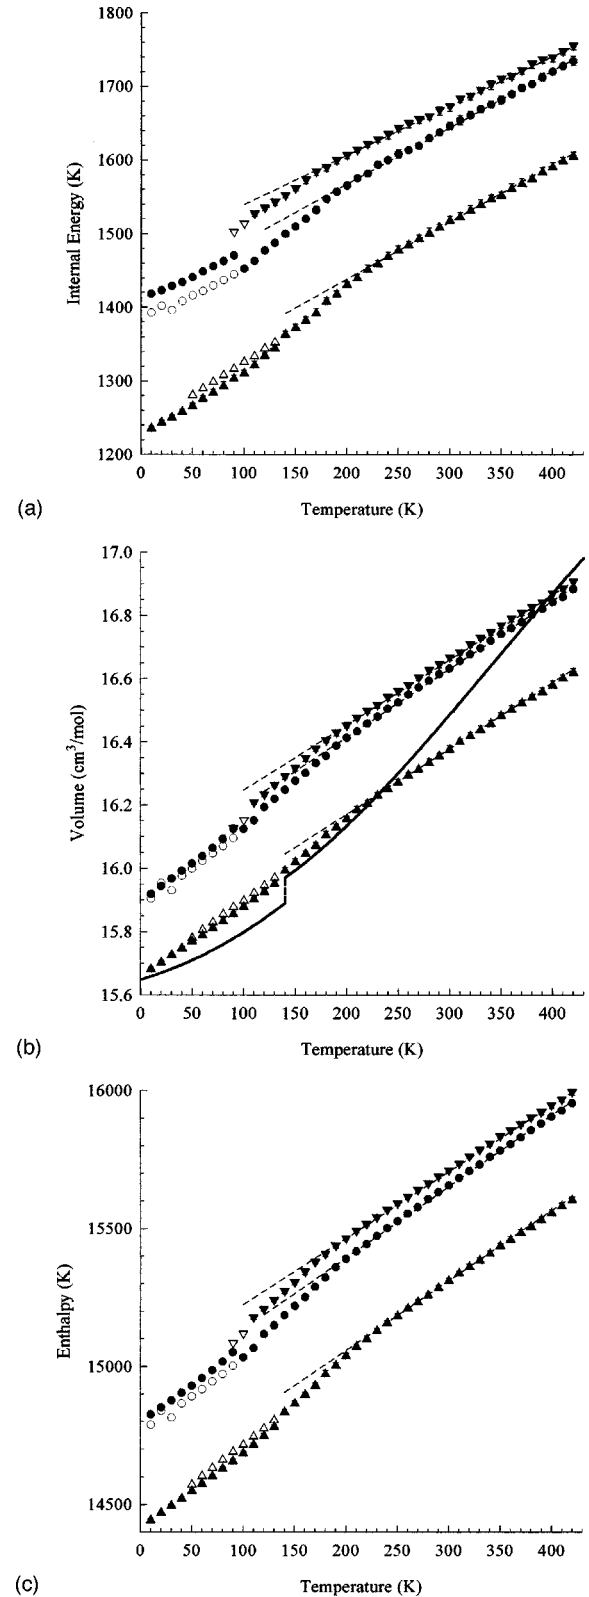 1800
1700
1600
1500
1400
1300
1200
Internal Energy (K)
0 50 100 150 200 250 300 350 400
Temperature (K)
(a)
17.0
16.8
16.6
16.4
16.2
16.0
15.8
15.6
Volume (cm³/mol)
0 50 100 150 200 250 300 350 400
Temperature (K)
(b)
16000
15500
15000
14500
Enthalpy (K)
0 50 100 150 200 250 300 350 400
Temperature (K)
(c)